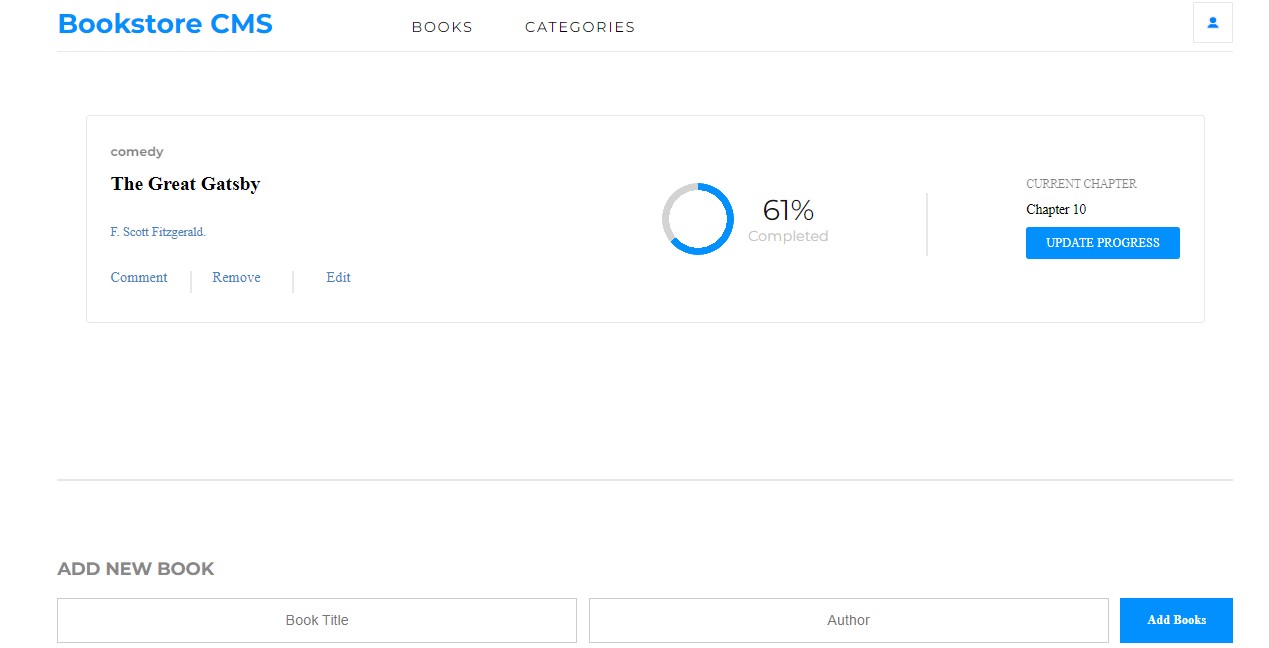 Bookstore CMS
BOOKS
CATEGORIES
comedy
The Great Gatsby
F. Scott Fitzgerald.
Comment
Remove
Edit
61%
Completed
CURRENT CHAPTER
Chapter 10
UPDATE PROGRESS
ADD NEW BOOK
Book Title
Author
Add Books